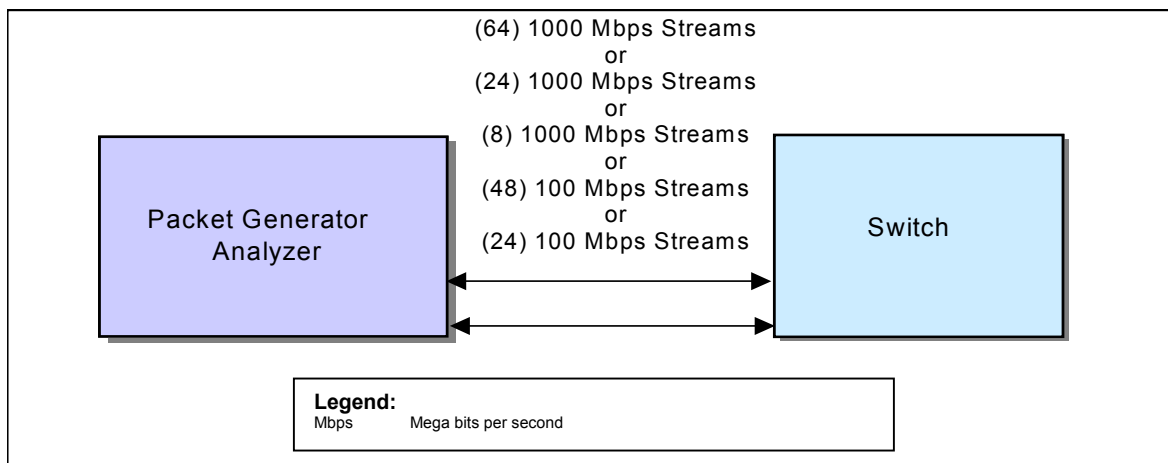 (64) 1000 Mbps Streams
or
(24) 1000 Mbps Streams
or
(8) 1000 Mbps Streams
or
(48) 100 Mbps Streams
or
(24) 100 Mbps Streams
Packet Generator
Analyzer
Switch
Legend:
Mbps Mega bits per second